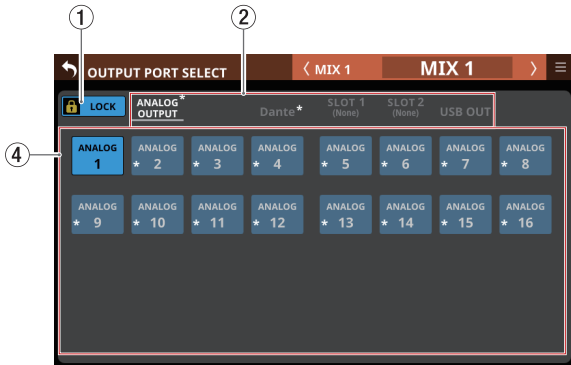 ① ②
OUTPUT PORT SELECT 〈 MIX 1 MIX 1 〉 ≡
LOCK ANALOG OUTPUT* Dante* SLOT 1 (None) SLOT 2 (None) USB OUT
④
ANALOG 1 ANALOG * 2 ANALOG * 3 ANALOG * 4 ANALOG * 5 ANALOG * 6 ANALOG * 7 ANALOG * 8
ANALOG * 9 ANALOG * 10 ANALOG * 11 ANALOG * 12 ANALOG * 13 ANALOG * 14 ANALOG * 15 ANALOG * 16